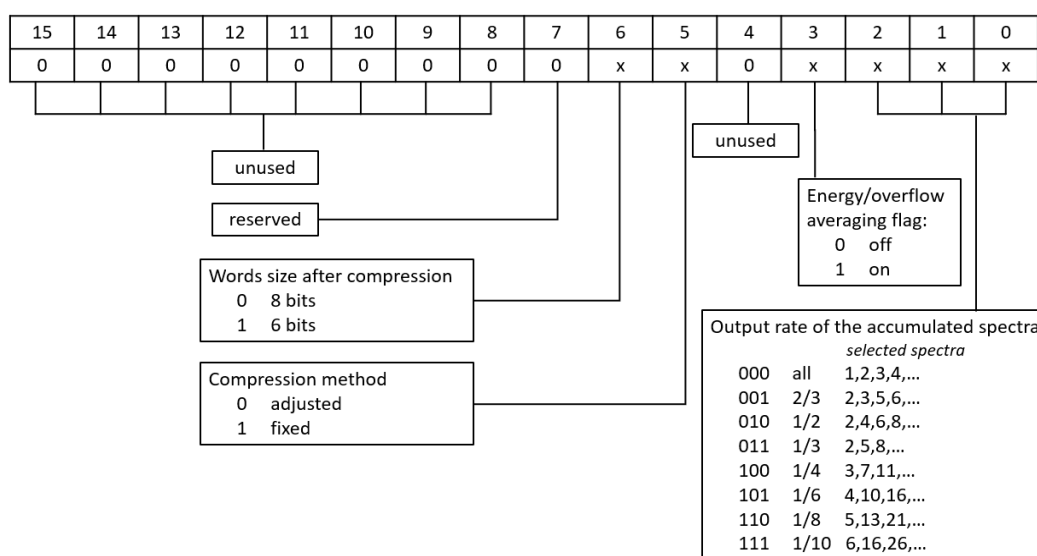 15 14 13 12 11 10 9 8 7 6 5 4 3 2 1 0
0 0 0 0 0 0 0 0 0 x x 0 x x x x
unused
unused
reserved
Energy/overflow
averaging flag:
0 off
1 on
Words size after compression
0 8 bits
1 6 bits
Compression method
0 adjusted
1 fixed
Output rate of the accumulated spectra
selected spectra
000 all 1,2,3,4,...
001 2/3 2,3,5,6,...
010 1/2 2,4,6,8,...
011 1/3 2,5,8,...
100 1/4 3,7,11,...
101 1/6 4,10,16,...
110 1/8 5,13,21,...
111 1/10 6,16,26,...